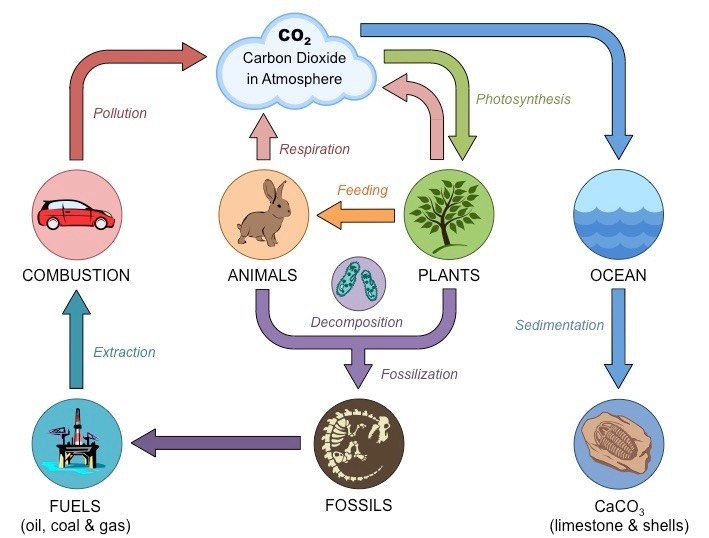 CO₂
Carbon Dioxide
in Atmosphere
Pollution
Photosynthesis
Respiration
Feeding
COMBUSTION
ANIMALS
PLANTS
OCEAN
Decomposition
Sedimentation
Extraction
Fossilization
FUELS
(oil, coal & gas)
FOSSILS
CaCO₃
(limestone & shells)